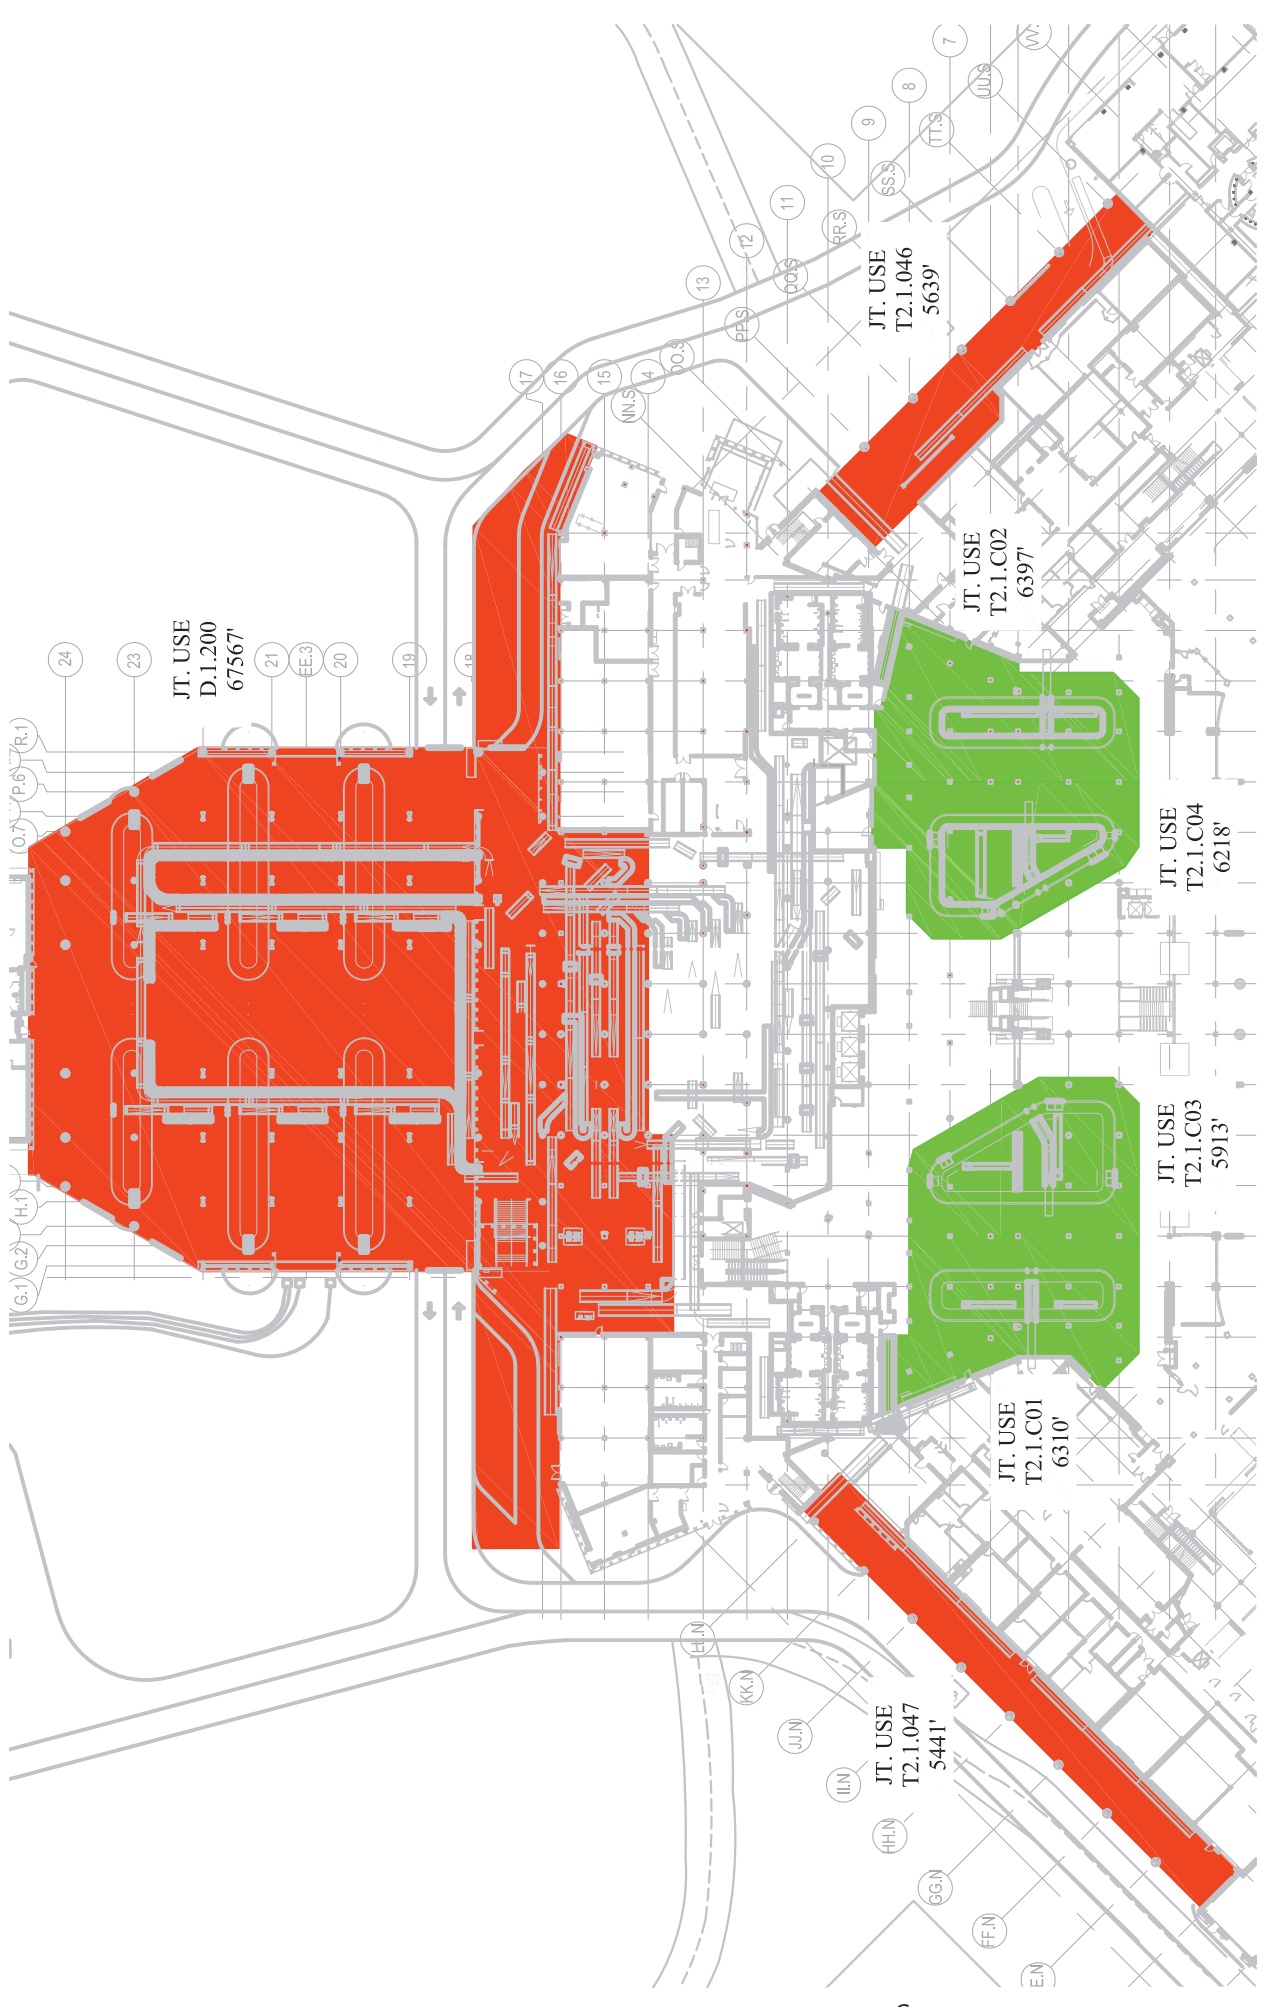 VV.
7
UU.S
8
TT.S
9
10
SS.S
11
RR.S
12
QQ.S
13
PP.S
17
16
15
4
NN.S
JT. USE
T2.1.046
5639'
JT. USE
T2.1.C02
6397'
JT. USE
D.1.200
67567'
24
23
21
EE.3
20
19
18
R.1
P.6
O.7
H.1
G.2
G.1
JT. USE
T2.1.C04
6218'
JT. USE
T2.1.C03
5913'
JT. USE
T2.1.C01
6310'
JT. USE
T2.1.047
5441'
LL.N
KK.N
JJ.N
II.N
HH.N
GG.N
FF.N
E.N